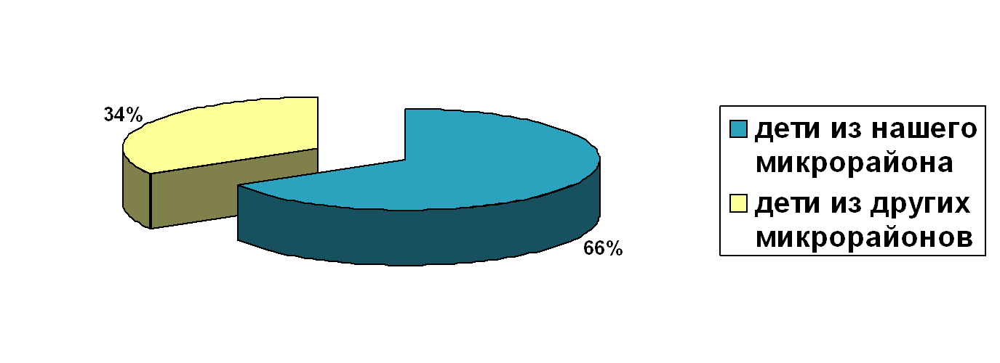 34%
66%
дети из нашего
микрорайона
дети из других
микрорайонов